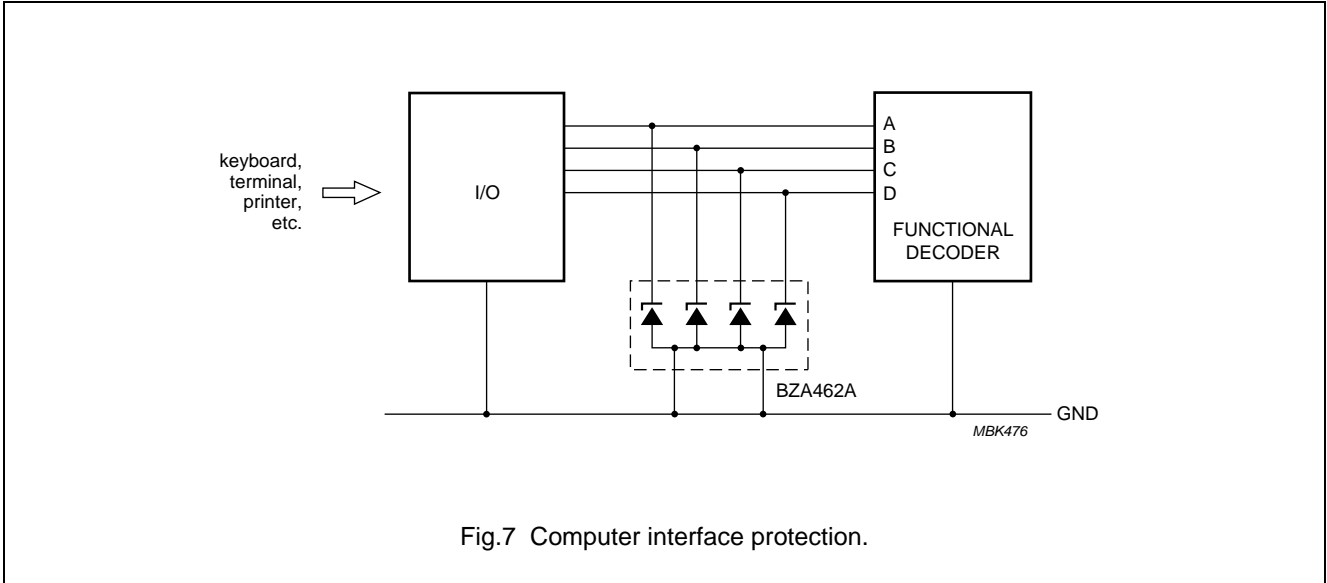 keyboard,
terminal,
printer,
etc.
I/O
A
B
C
D
FUNCTIONAL
DECODER
BZA462A
GND
MBK476
Fig.7 Computer interface protection.